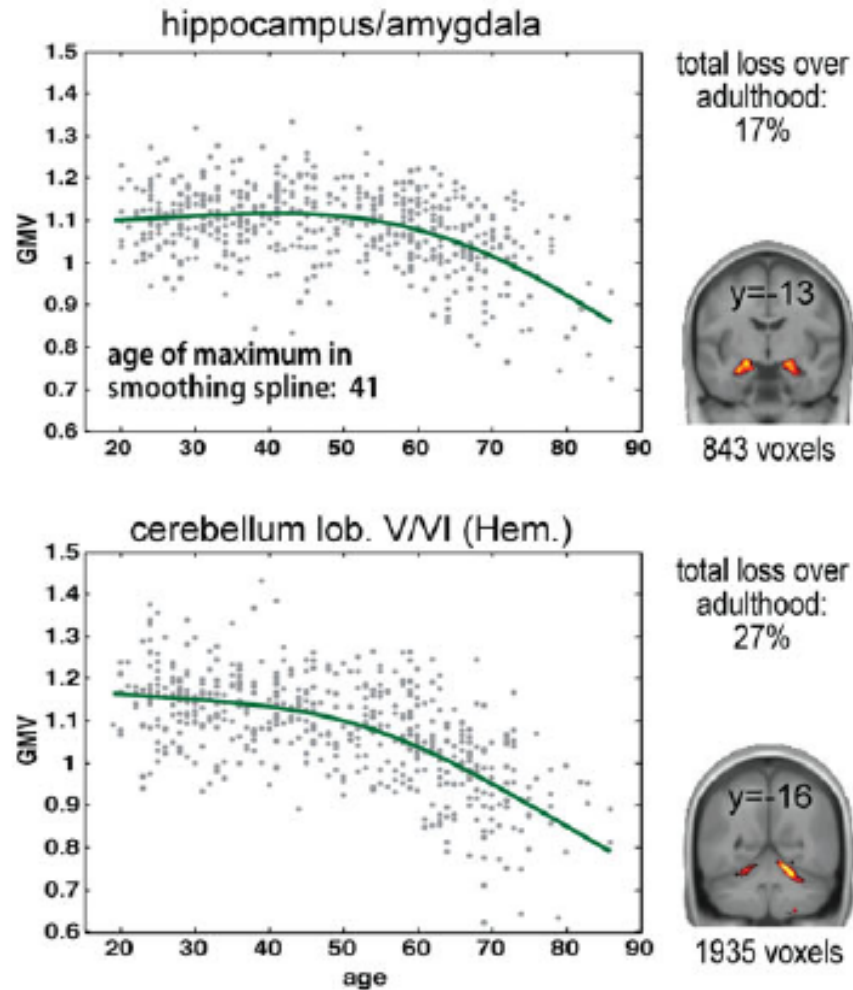 hippocampus/amygdala
1.5
1.4
1.3
1.2
1.1
1
0.9
0.8
0.7
0.6
GMV
age of maximum in
smoothing spline: 41
20 30 40 50 60 70 80 90
total loss over
adulthood:
17%
y=-13
843 voxels
cerebellum lob. V/VI (Hem.)
1.5
1.4
1.3
1.2
1.1
1
0.9
0.8
0.7
0.6
GMV
20 30 40 50 60 70 80 90
age
total loss over
adulthood:
27%
y=-16
1935 voxels